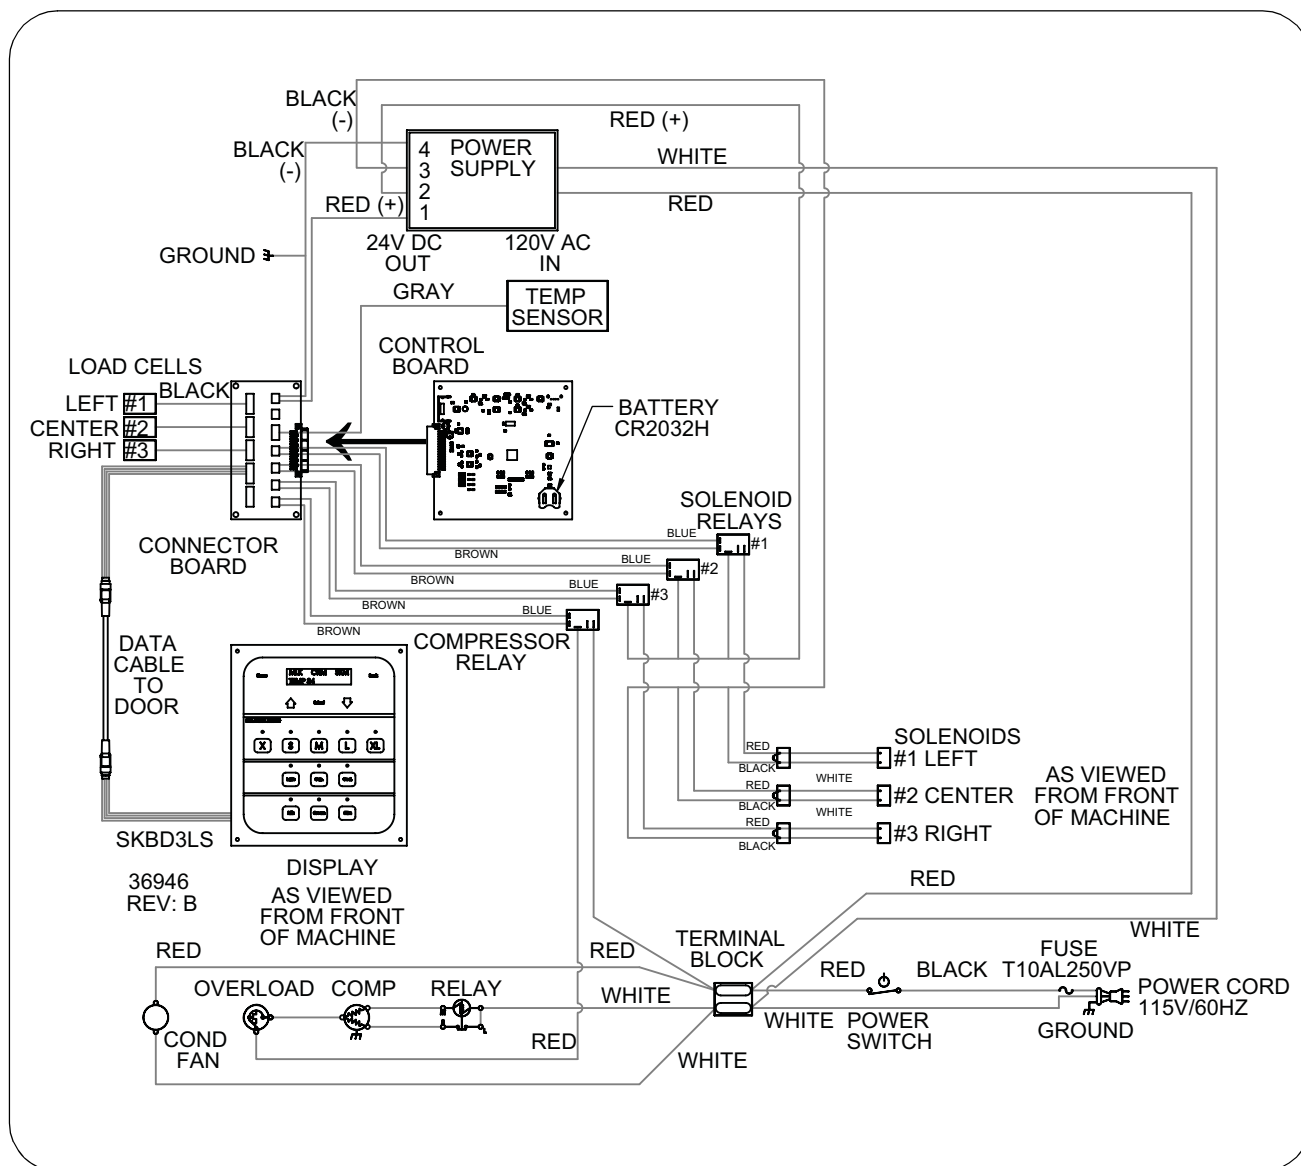 BLACK
(-)
RED (+)
BLACK
(-)
4
3
2
1
POWER
SUPPLY
WHITE
RED (+)
RED
24V DC
OUT
120V AC
IN
GROUND
GRAY
TEMP
SENSOR
CONTROL
BOARD
LOAD CELLS
BLACK
LEFT #1
CENTER #2
RIGHT #3
BATTERY
CR2032H
CONNECTOR
BOARD
SOLENOID
RELAYS
BLUE
#1
BROWN
BLUE
#2
BROWN
BLUE
#3
BROWN
BLUE
BROWN
COMPRESSOR
RELAY
DATA
CABLE
TO
DOOR
X S M L XL
SKBD3LS
DISPLAY
AS VIEWED
FROM FRONT
OF MACHINE
36946
REV: B
SOLENOIDS
RED
#1 LEFT
BLACK
WHITE
RED
#2 CENTER
BLACK
WHITE
RED
#3 RIGHT
BLACK
AS VIEWED
FROM FRONT
OF MACHINE
RED
WHITE
RED
RED
TERMINAL
BLOCK
RED
BLACK
FUSE
T10AL250VP
POWER CORD
115V/60HZ
OVERLOAD
COMP
RELAY
WHITE
WHITE
POWER
SWITCH
GROUND
COND
FAN
RED
WHITE